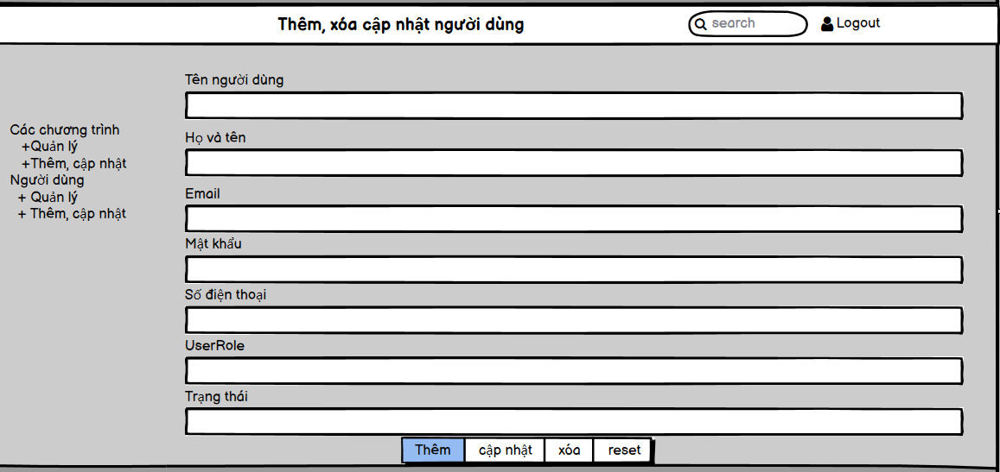 Thêm, xóa cập nhật người dùng
search
Logout
Các chương trình
+Quản lý
+Thêm, cập nhật
Người dùng
+ Quản lý
+ Thêm, cập nhật
Tên người dùng
Họ và tên
Email
Mật khẩu
Số điện thoại
UserRole
Trạng thái
Thêm
cập nhật
xóa
reset